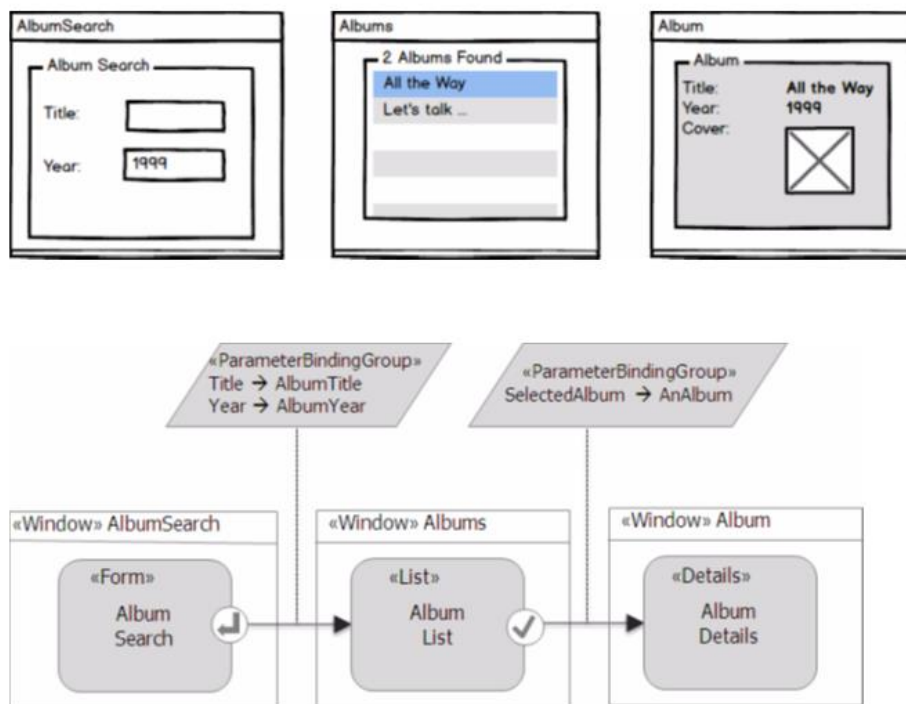 AlbumSearch
Album Search
Title:
Year:
1999
Albums
2 Albums Found
All the Way
Let's talk ...
Album
Album
Title:
All the Way
Year:
1999
Cover:
«ParameterBindingGroup»
Title → AlbumTitle
Year → AlbumYear
«ParameterBindingGroup»
SelectedAlbum → AnAlbum
«Window» AlbumSearch
«Form»
Album
Search
«Window» Albums
«List»
Album
List
«Window» Album
«Details»
Album
Details